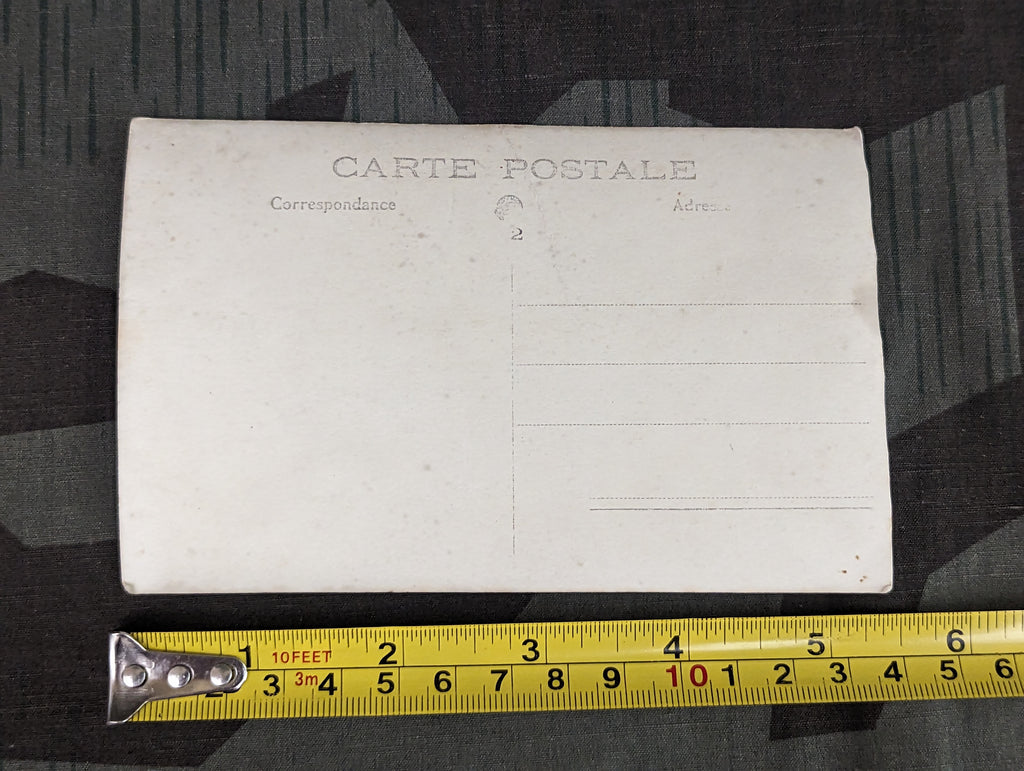 CARTE POSTALE
Correspondance
Adresse
2
1 10FEET 2 3 4 5 6
2 3 3m 4 5 6 7 8 9 10 1 2 3 4 5 6